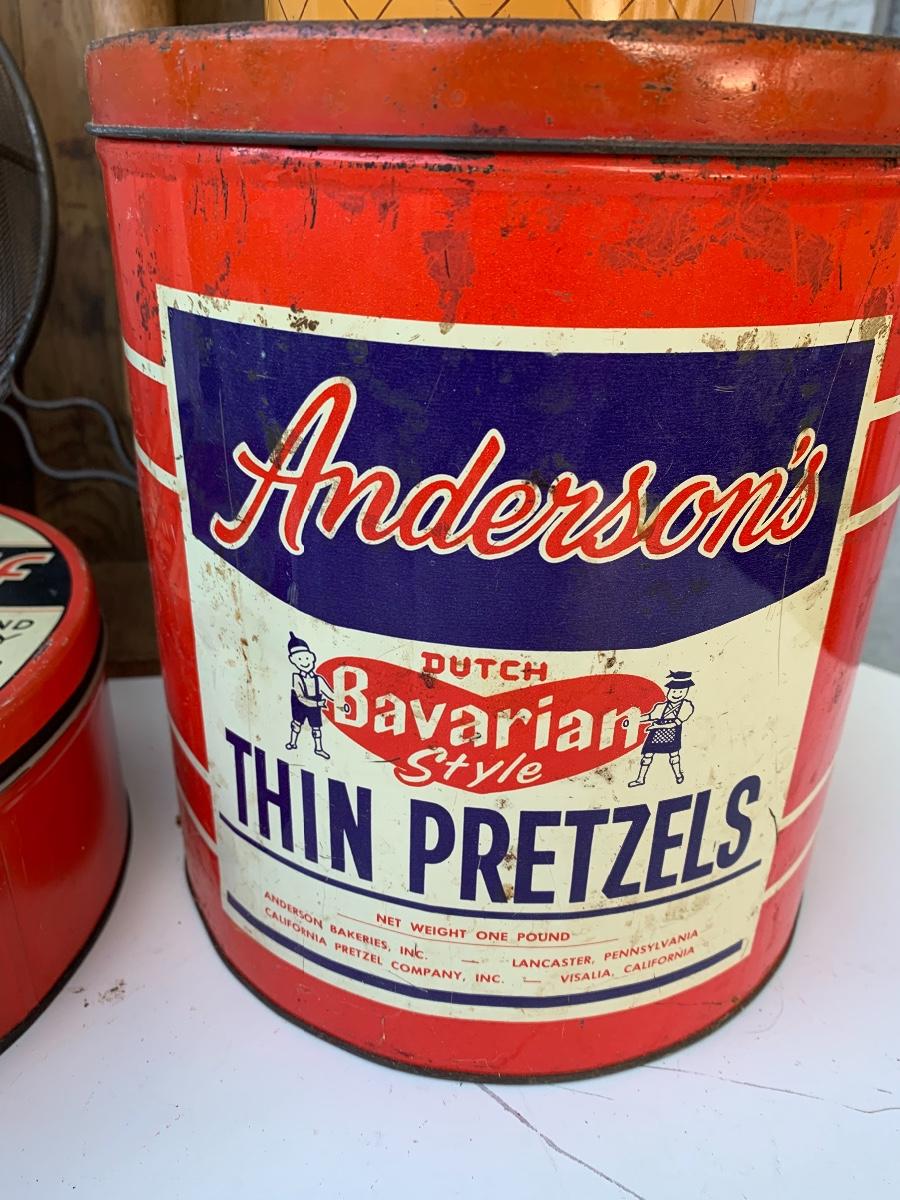 Anderson's
DUTCH
Bavarian
Style
THIN PRETZELS
NET WEIGHT ONE POUND
ANDERSON BAKERIES, INC. — LANCASTER, PENNSYLVANIA
CALIFORNIA PRETZEL COMPANY, INC. — VISALIA, CALIFORNIA